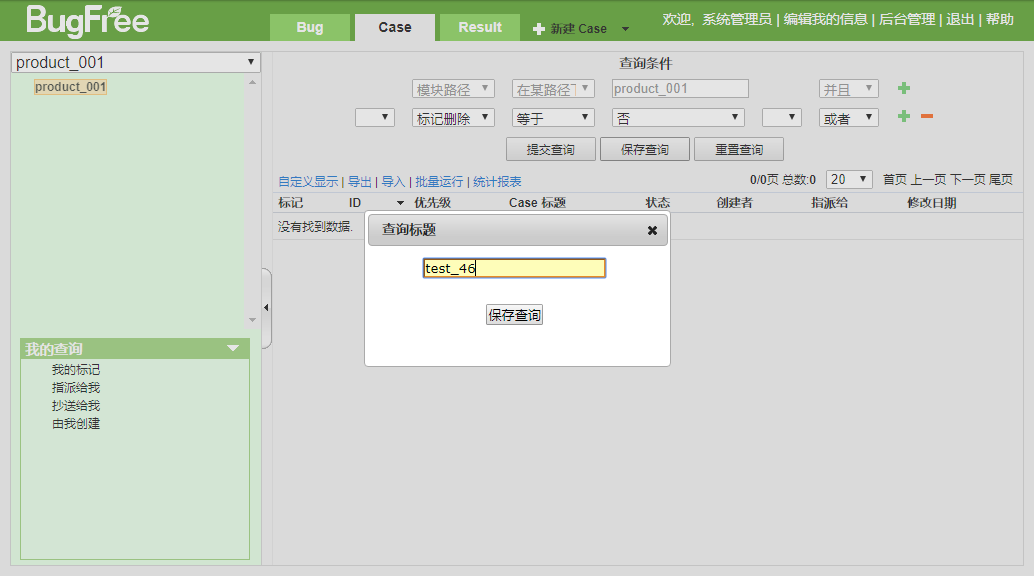 BugFree
Bug
Case
Result
新建 Case
欢迎, 系统管理员 | 编辑我的信息 | 后台管理 | 退出 | 帮助
product_001
product_001
查询条件
模块路径
在某路径下
product_001
并且
标记删除
等于
否
或者
提交查询
保存查询
重置查询
自定义显示 | 导出 | 导入 | 批量运行 | 统计报表
0/0页 总数:0
20
首页 上一页 下一页 尾页
标记
ID
优先级
Case 标题
状态
创建者
指派给
修改日期
没有找到数据.
查询标题
test_46
保存查询
我的查询
我的标记
指派给我
抄送给我
由我创建